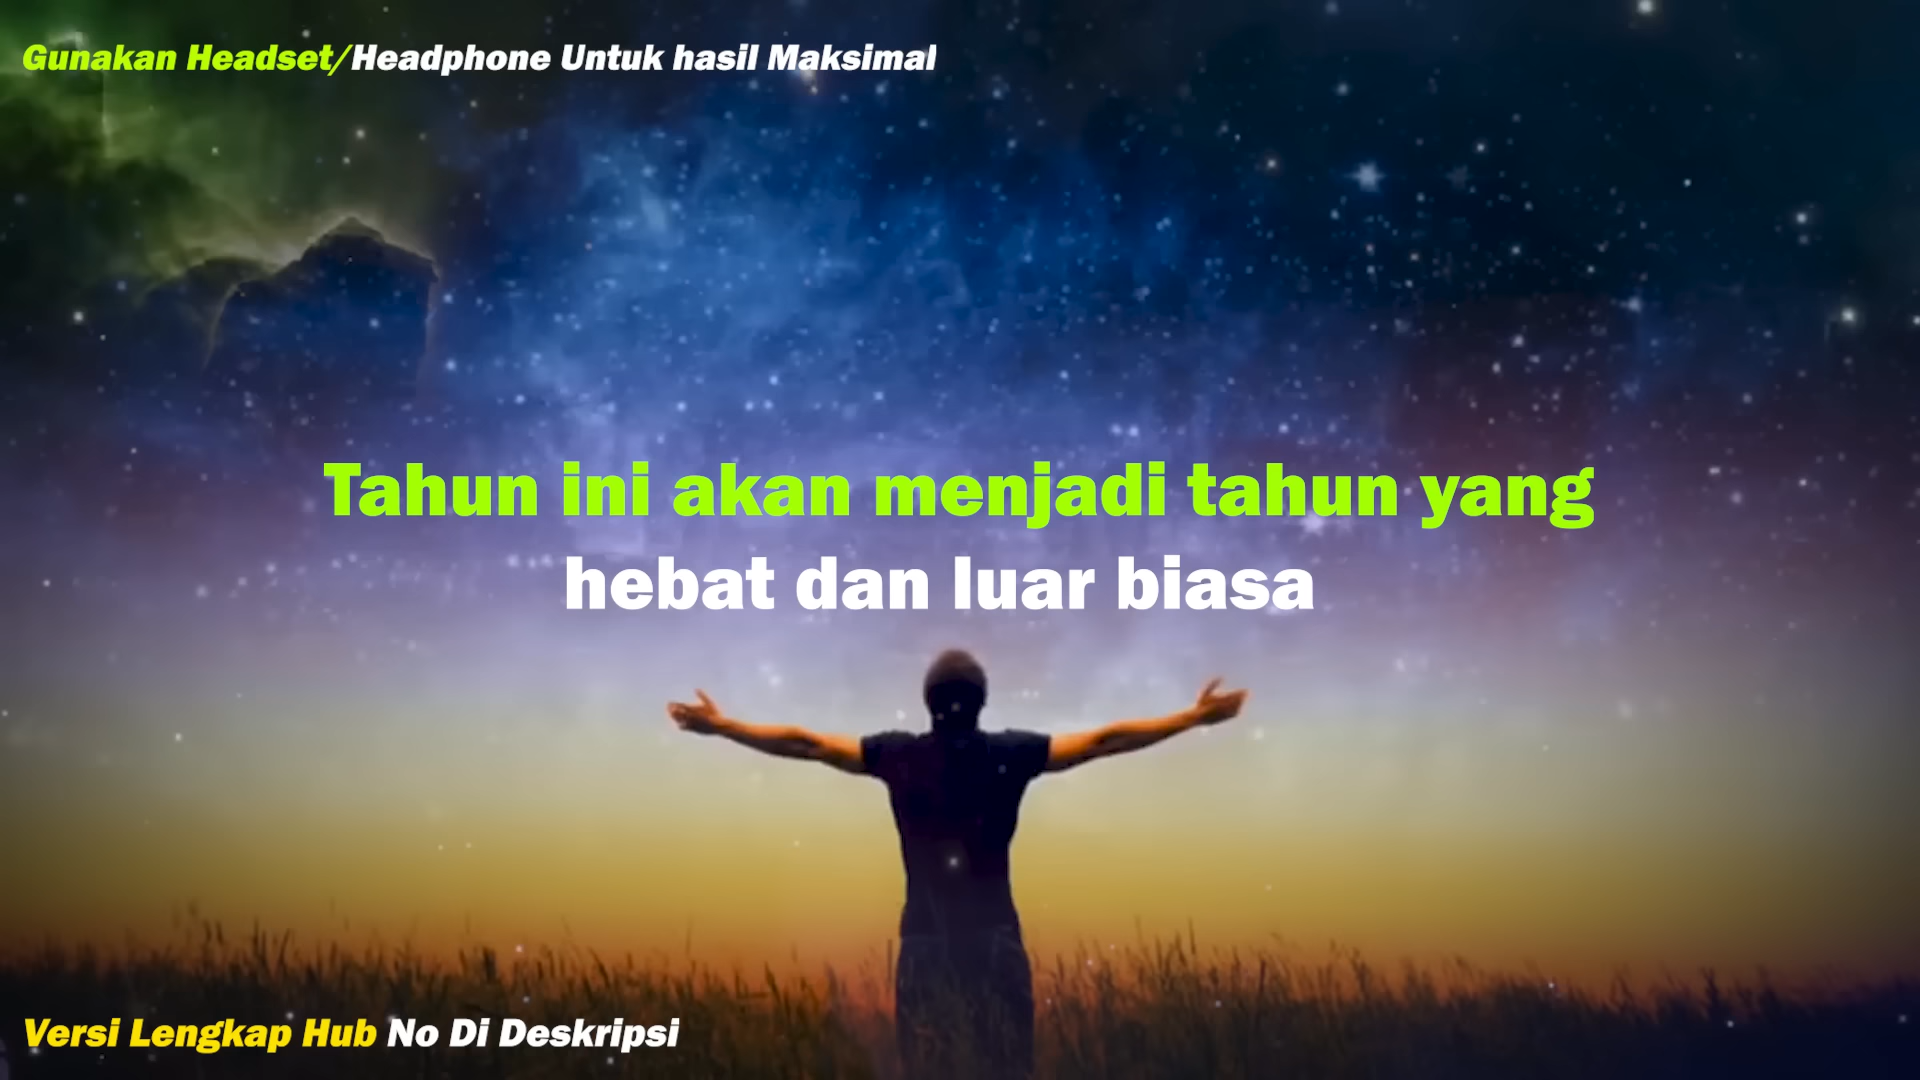 Gunakan Headset/Headphone Untuk hasil Maksimal
Tahun ini akan menjadi tahun yang
hebat dan luar biasa
Versi Lengkap Hub No Di Deskripsi